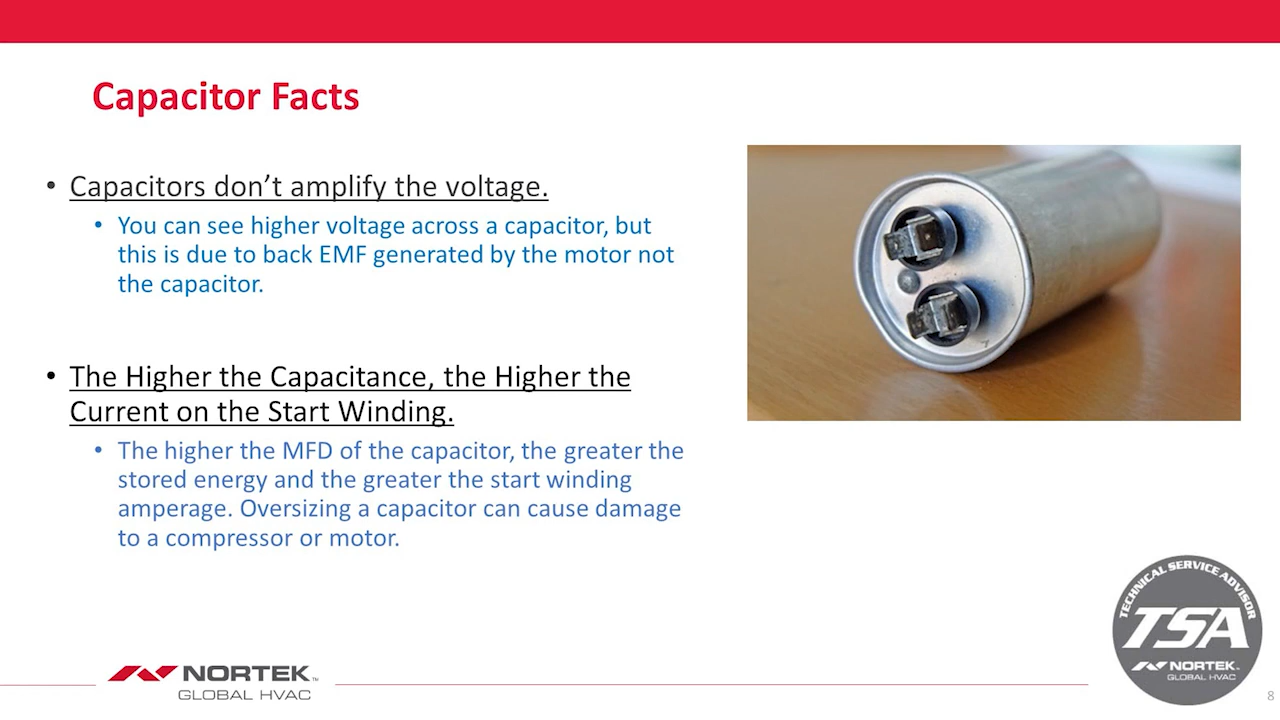 Capacitor Facts
• Capacitors don’t amplify the voltage.
• You can see higher voltage across a capacitor, but
this is due to back EMF generated by the motor not
the capacitor.
• The Higher the Capacitance, the Higher the
Current on the Start Winding.
• The higher the MFD of the capacitor, the greater the
stored energy and the greater the start winding
amperage. Oversizing a capacitor can cause damage
to a compressor or motor.
NORTEK™
GLOBAL HVAC
TECHNICAL SERVICE ADVISOR
TSA
NORTEK™
GLOBAL HVAC
8